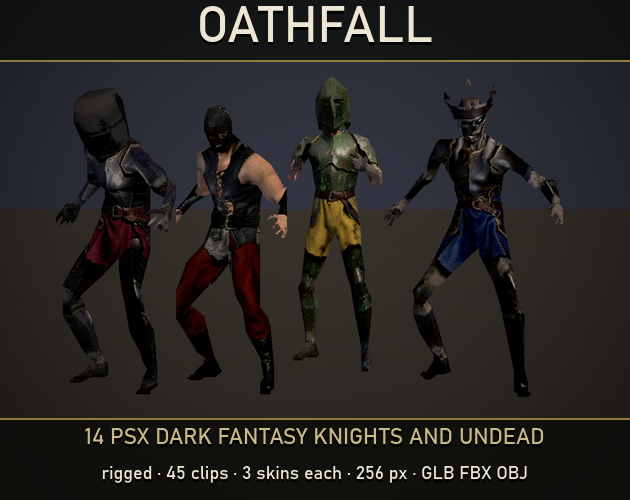 OATHFALL
14 PSX DARK FANTASY KNIGHTS AND UNDEAD
rigged · 45 clips · 3 skins each · 256 px · GLB FBX OBJ